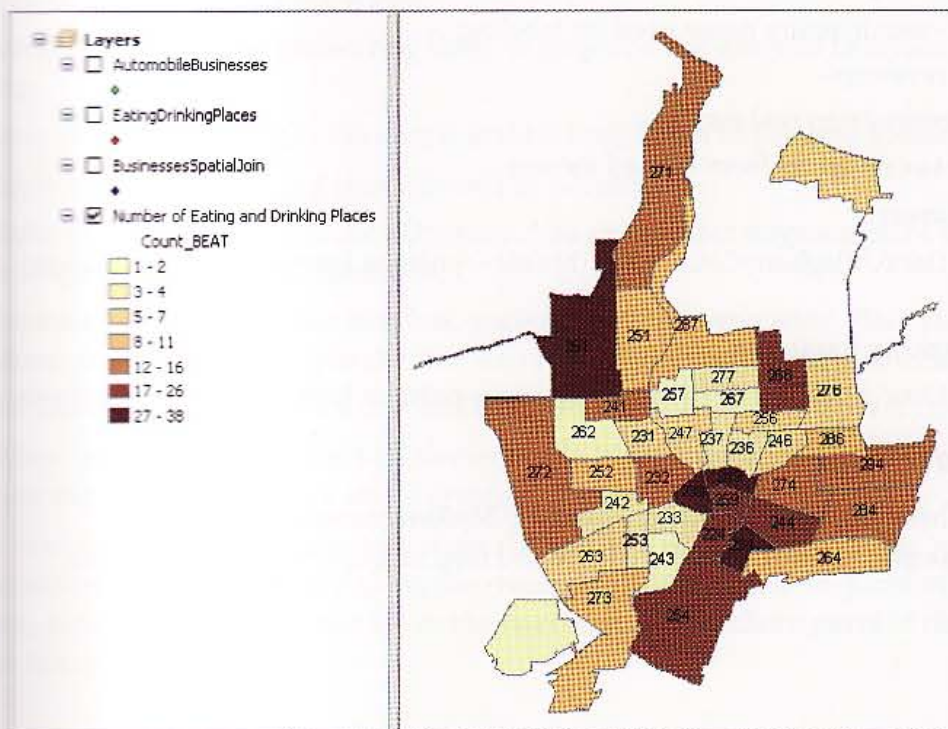 Layers
AutomobileBusinesses
EatingDrinkingPlaces
BusinessesSpatialJoin
Number of Eating and Drinking Places
Count_BEAT
1 - 2
3 - 4
5 - 7
8 - 11
12 - 16
17 - 26
27 - 38
271
251
287
277
276
257
267
241
256
262
231
247
237
236
246
286
294
272
252
232
274
284
242
233
244
224
253
243
264
263
273
254